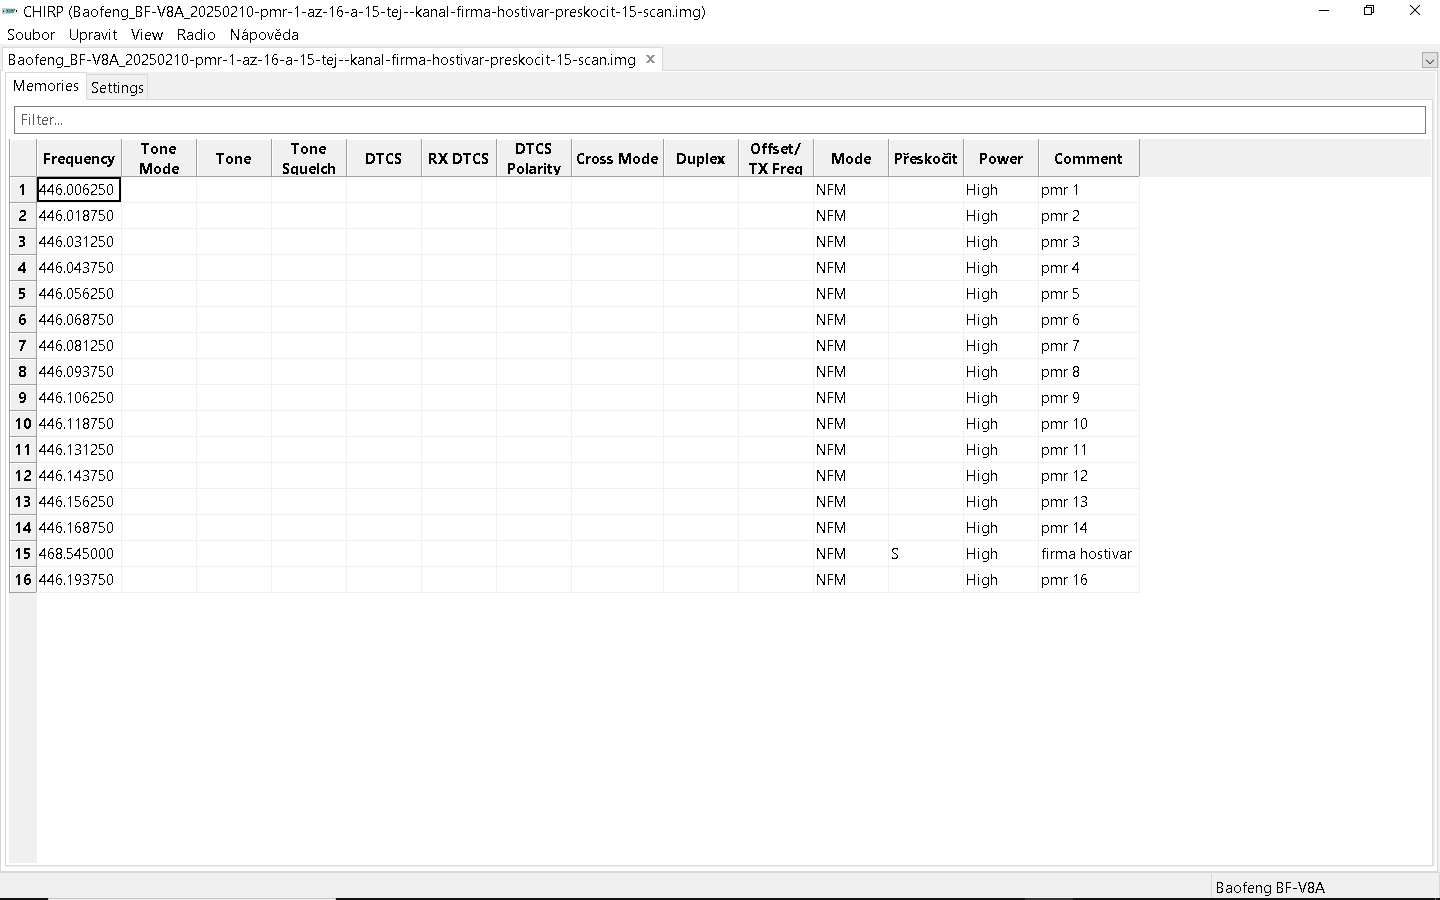 CHIRP (Baofeng_BF-V8A_20250210-pmr-1-az-16-a-15-tej--kanal-firma-hostivar-preskocit-15-scan.img)
Soubor Upravit View Radio Nápověda
Baofeng_BF-V8A_20250210-pmr-1-az-16-a-15-tej--kanal-firma-hostivar-preskocit-15-scan.img
Memories Settings
Filter...
Frequency Tone Mode Tone Tone Squelch DTCS RX DTCS DTCS Polarity Cross Mode Duplex Offset/ TX Freq Mode Přeskočit Power Comment
1 446.006250 NFM High pmr 1
2 446.018750 NFM High pmr 2
3 446.031250 NFM High pmr 3
4 446.043750 NFM High pmr 4
5 446.056250 NFM High pmr 5
6 446.068750 NFM High pmr 6
7 446.081250 NFM High pmr 7
8 446.093750 NFM High pmr 8
9 446.106250 NFM High pmr 9
10 446.118750 NFM High pmr 10
11 446.131250 NFM High pmr 11
12 446.143750 NFM High pmr 12
13 446.156250 NFM High pmr 13
14 446.168750 NFM High pmr 14
15 468.545000 NFM S High firma hostivar
16 446.193750 NFM High pmr 16
Baofeng BF-V8A